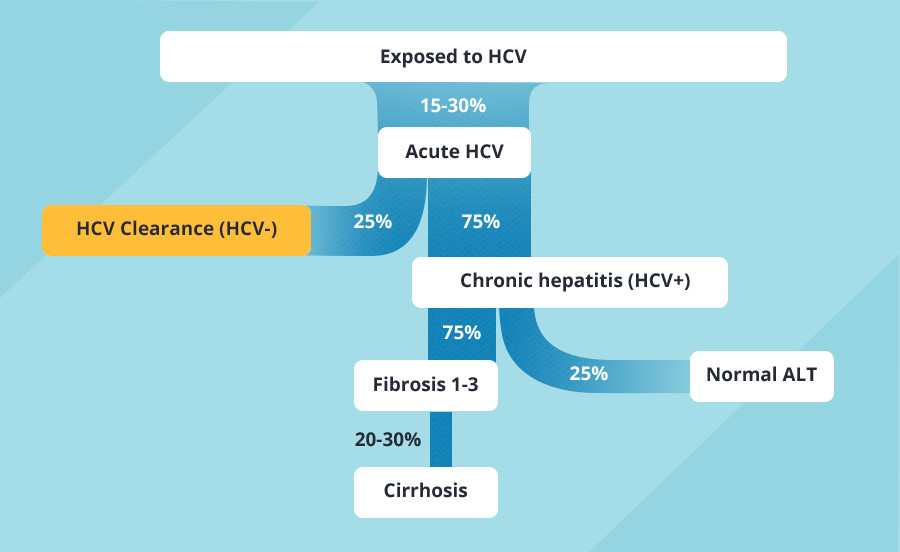 Exposed to HCV
15-30%
Acute HCV
25%
75%
HCV Clearance (HCV-)
Chronic hepatitis (HCV+)
75%
25%
Normal ALT
Fibrosis 1-3
20-30%
Cirrhosis